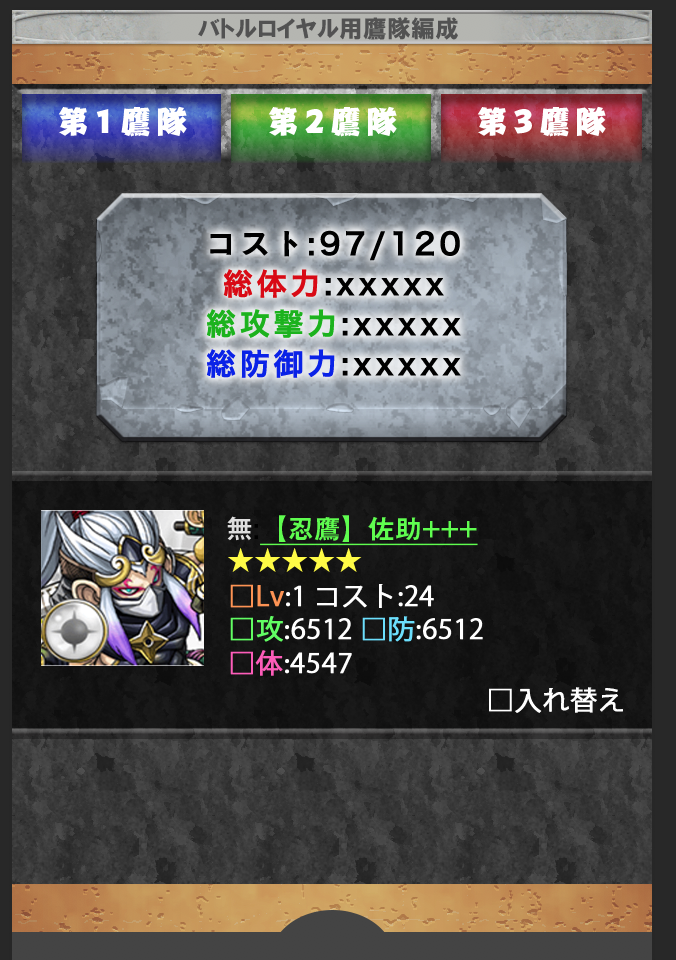 バトルロイヤル用鷹隊編成
第1鷹隊 第2鷹隊 第3鷹隊
コスト:97/120
総体力:xxxxx
総攻撃力:xxxxx
総防御力:xxxxx
無:【忍鷹】佐助+++
★★★★★
□Lv:1 コスト:24
□攻:6512 □防:6512
□体:4547
□入れ替え